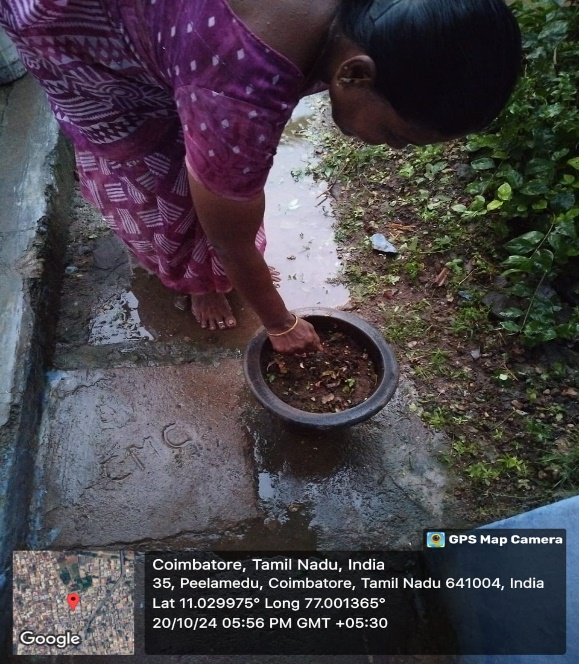 CMC
GPS Map Camera
Coimbatore, Tamil Nadu, India
35, Peelamedu, Coimbatore, Tamil Nadu 641004, India
Lat 11.029975° Long 77.001365°
20/10/24 05:56 PM GMT +05:30
Google